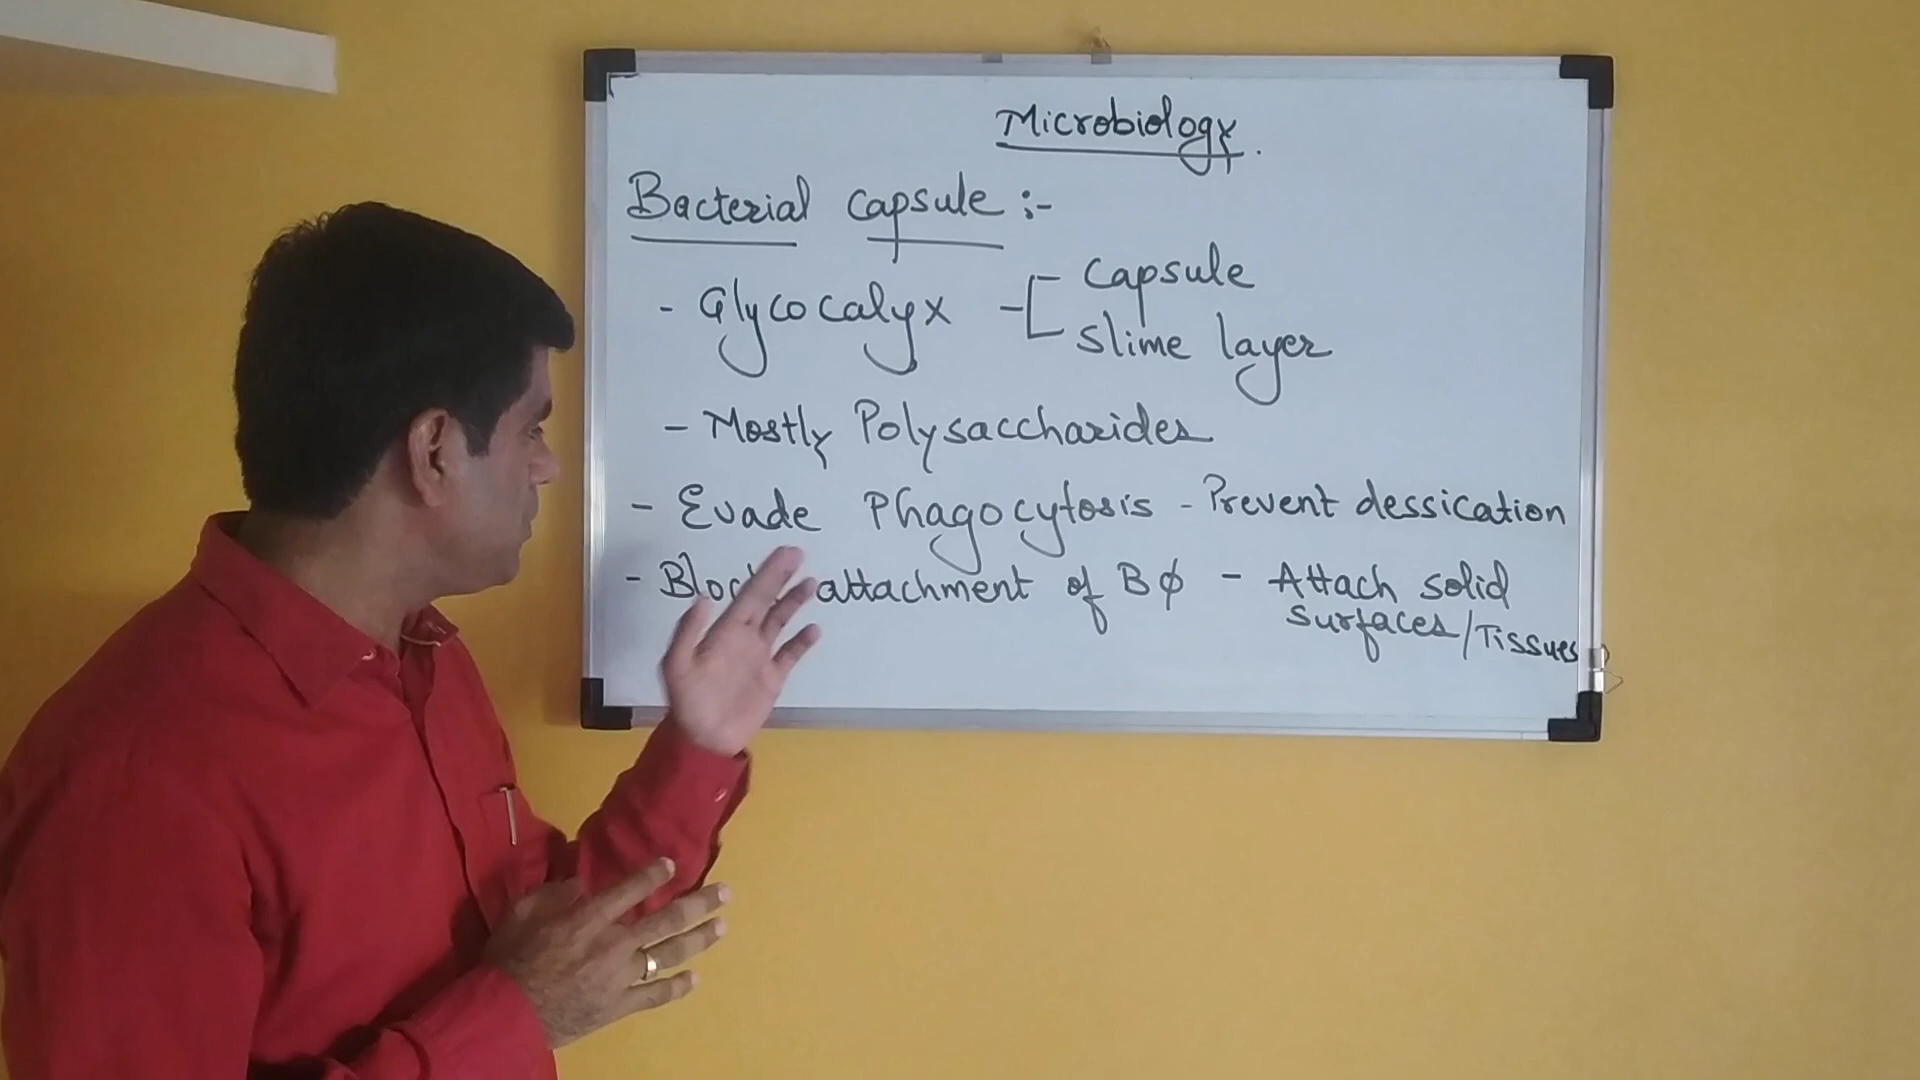 Microbiology.
Bacterial capsule :-
- Glycocalyx - [ capsule
slime layer
- Mostly Polysaccharides
- Evade Phagocytosis - Prevent dessication
- attachment of Bϕ - Attach solid
surfaces/Tissues